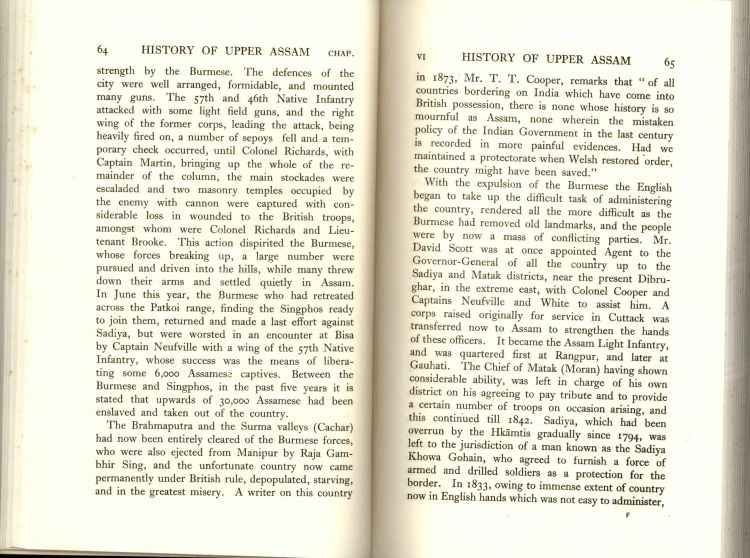 64 HISTORY OF UPPER ASSAM CHAP.
strength by the Burmese. The defences of the
city were well arranged, formidable, and mounted
many guns. The 57th and 46th Native Infantry
attacked with some light field guns, and the right
wing of the former corps, leading the attack, being
heavily fired on, a number of sepoys fell and a tem-
porary check occurred, until Colonel Richards, with
Captain Martin, bringing up the whole of the re-
mainder of the column, the main stockades were
escaladed and two masonry temples occupied by
the enemy with cannon were captured with con-
siderable loss in wounded to the British troops,
amongst whom were Colonel Richards and Lieu-
tenant Brooke. This action dispirited the Burmese,
whose forces breaking up, a large number were
pursued and driven into the hills, while many threw
down their arms and settled quietly in Assam.
In June this year, the Burmese who had retreated
across the Patkoi range, finding the Singphos ready
to join them, returned and made a last effort against
Sadiya, but were worsted in an encounter at Bisa
by Captain Neufville with a wing of the 57th Native
Infantry, whose success was the means of libera-
ting some 6,000 Assamese captives. Between the
Burmese and Singphos, in the past five years it is
stated that upwards of 30,000 Assamese had been
enslaved and taken out of the country.
The Brahmaputra and the Surma valleys (Cachar)
had now been entirely cleared of the Burmese forces,
who were also ejected from Manipur by Raja Gam-
bhir Sing, and the unfortunate country now came
permanently under British rule, depopulated, starving,
and in the greatest misery. A writer on this country
VI HISTORY OF UPPER ASSAM 65
in 1873, Mr. T. T. Cooper, remarks that "of all
countries bordering on India which have come into
British possession, there is none whose history is so
mournful as Assam, none wherein the mistaken
policy of the Indian Government in the last century
is recorded in more painful evidences. Had we
maintained a protectorate when Welsh restored order,
the country might have been saved."
With the expulsion of the Burmese the English
began to take up the difficult task of administering
the country, rendered all the more difficult as the
Burmese had removed old landmarks, and the people
were by now a mass of conflicting parties. Mr.
David Scott was at once appointed Agent to the
Governor-General of all the country up to the
Sadiya and Matak districts, near the present Dibru-
ghar, in the extreme east, with Colonel Cooper and
Captains Neufville and White to assist him. A
corps raised originally for service in Cuttack was
transferred now to Assam to strengthen the hands
of these officers. It became the Assam Light Infantry,
and was quartered first at Rangpur, and later at
Gauhati. The Chief of Matak (Moran) having shown
considerable ability, was left in charge of his own
district on his agreeing to pay tribute and to provide
a certain number of troops on occasion arising, and
this continued till 1842. Sadiya, which had been
overrun by the Hkāmtis gradually since 1794, was
left to the jurisdiction of a man known as the Sadiya
Khowa Gohain, who agreed to furnish a force of
armed and drilled soldiers as a protection for the
border. In 1833, owing to immense extent of country
now in English hands which was not easy to administer,
F